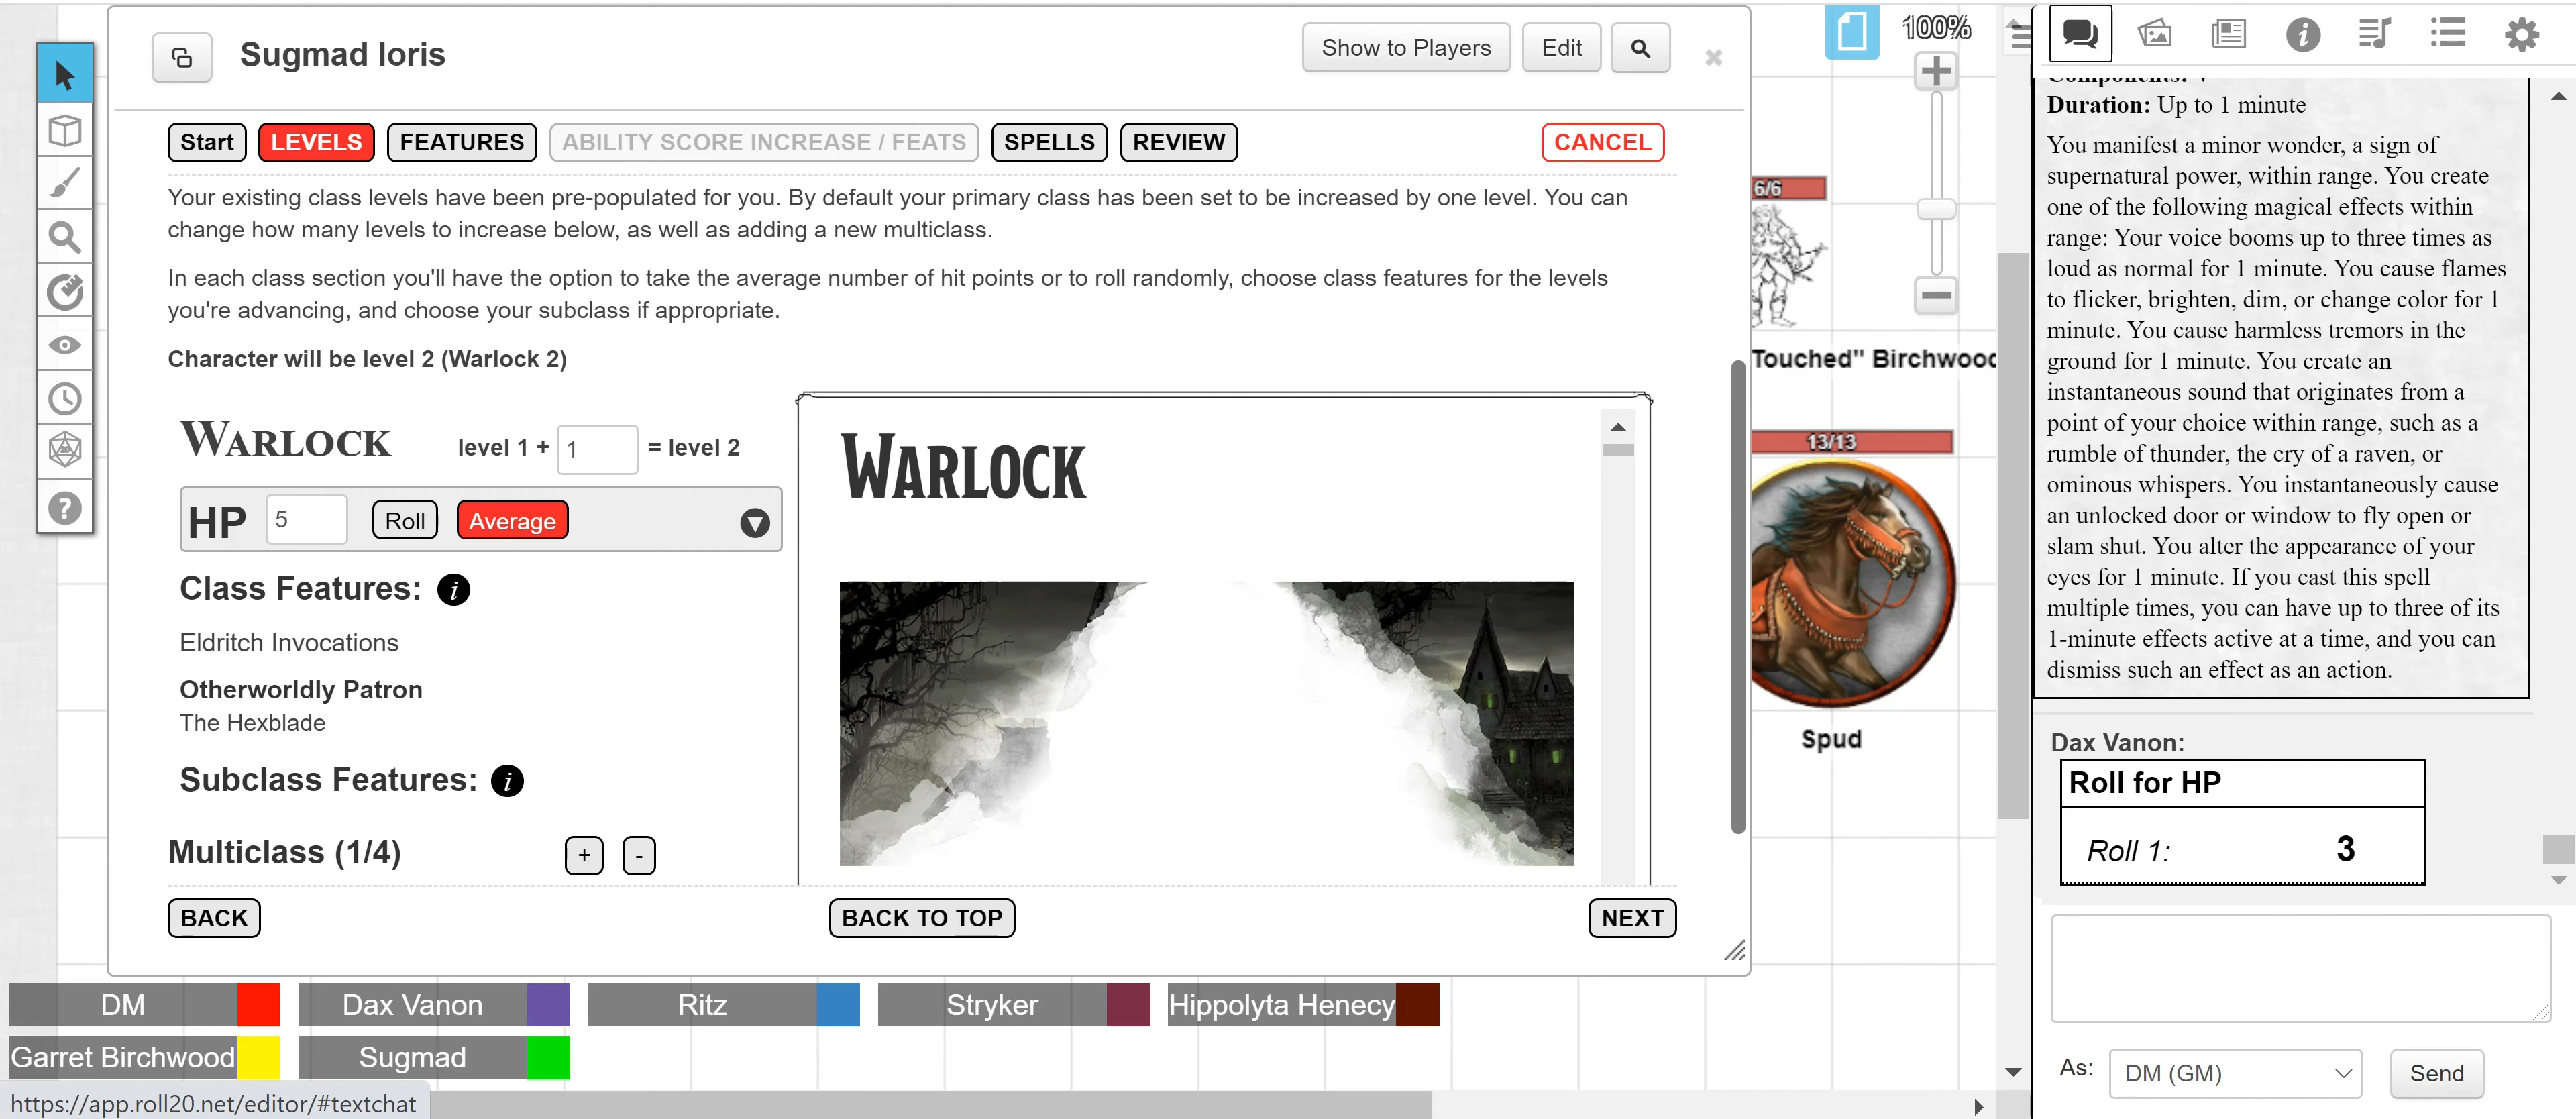 Sugmad loris
Show to Players
Edit
100%
Start
LEVELS
FEATURES
ABILITY SCORE INCREASE / FEATS
SPELLS
REVIEW
CANCEL
Your existing class levels have been pre-populated for you. By default your primary class has been set to be increased by one level. You can
change how many levels to increase below, as well as adding a new multiclass.
In each class section you'll have the option to take the average number of hit points or to roll randomly, choose class features for the levels
you're advancing, and choose your subclass if appropriate.
Character will be level 2 (Warlock 2)
WARLOCK
level 1 + 1 = level 2
HP 5 Roll Average
Class Features: i
Eldritch Invocations
Otherworldly Patron
The Hexblade
Subclass Features: i
Multiclass (1/4) + -
WARLOCK
BACK
BACK TO TOP
NEXT
6/6
Touched" Birchwood
13/13
Spud
Components: V
Duration: Up to 1 minute
You manifest a minor wonder, a sign of
supernatural power, within range. You create
one of the following magical effects within
range: Your voice booms up to three times as
loud as normal for 1 minute. You cause flames
to flicker, brighten, dim, or change color for 1
minute. You cause harmless tremors in the
ground for 1 minute. You create an
instantaneous sound that originates from a
point of your choice within range, such as a
rumble of thunder, the cry of a raven, or
ominous whispers. You instantaneously cause
an unlocked door or window to fly open or
slam shut. You alter the appearance of your
eyes for 1 minute. If you cast this spell
multiple times, you can have up to three of its
1-minute effects active at a time, and you can
dismiss such an effect as an action.
Dax Vanon:
Roll for HP
Roll 1: 3
As: DM (GM) Send
DM
Dax Vanon
Ritz
Stryker
Hippolyta Henecy
Garret Birchwood
Sugmad
https://app.roll20.net/editor/#textchat